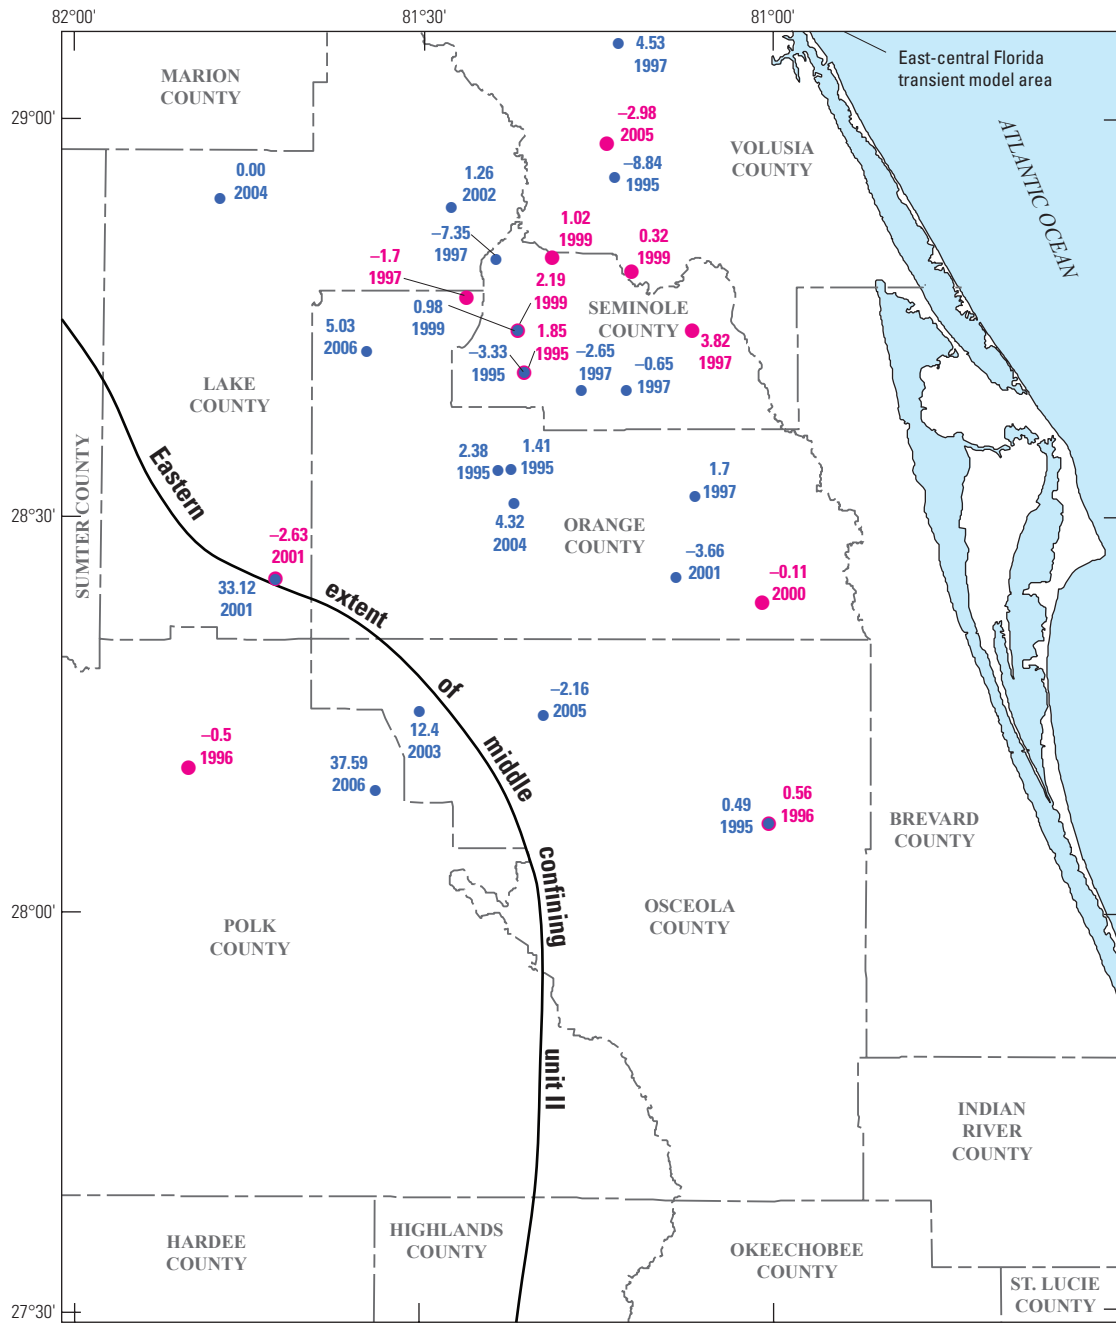 82°00'
81°30'
81°00'
4.53
1997
East-central Florida
transient model area
MARION
COUNTY
29°00'
–2.98
2005
VOLUSIA
COUNTY
ATLANTIC OCEAN
0.00
2004
1.26
2002
–8.84
1995
–7.35
1997
1.02
1999
0.32
1999
–1.7
1997
2.19
1999
0.98
1999
SEMINOLE
COUNTY
5.03
2006
1.85
1995
–3.33
1995
–2.65
1997
–0.65
1997
3.82
1997
LAKE
COUNTY
2.38
1995
1.41
1995
1.7
1997
Eastern
SUMTER COUNTY
28°30'
4.32
2004
ORANGE
COUNTY
–2.63
2001
–3.66
2001
–0.11
2000
33.12
2001
extent
of
–2.16
2005
–0.5
1996
12.4
2003
37.59
2006
middle
0.49
1995
0.56
1996
BREVARD
COUNTY
confining
28°00'
POLK
COUNTY
OSCEOLA
COUNTY
unit II
INDIAN
RIVER
COUNTY
HARDEE
COUNTY
HIGHLANDS
COUNTY
OKEECHOBEE
COUNTY
ST. LUCIE
COUNTY
27°30'